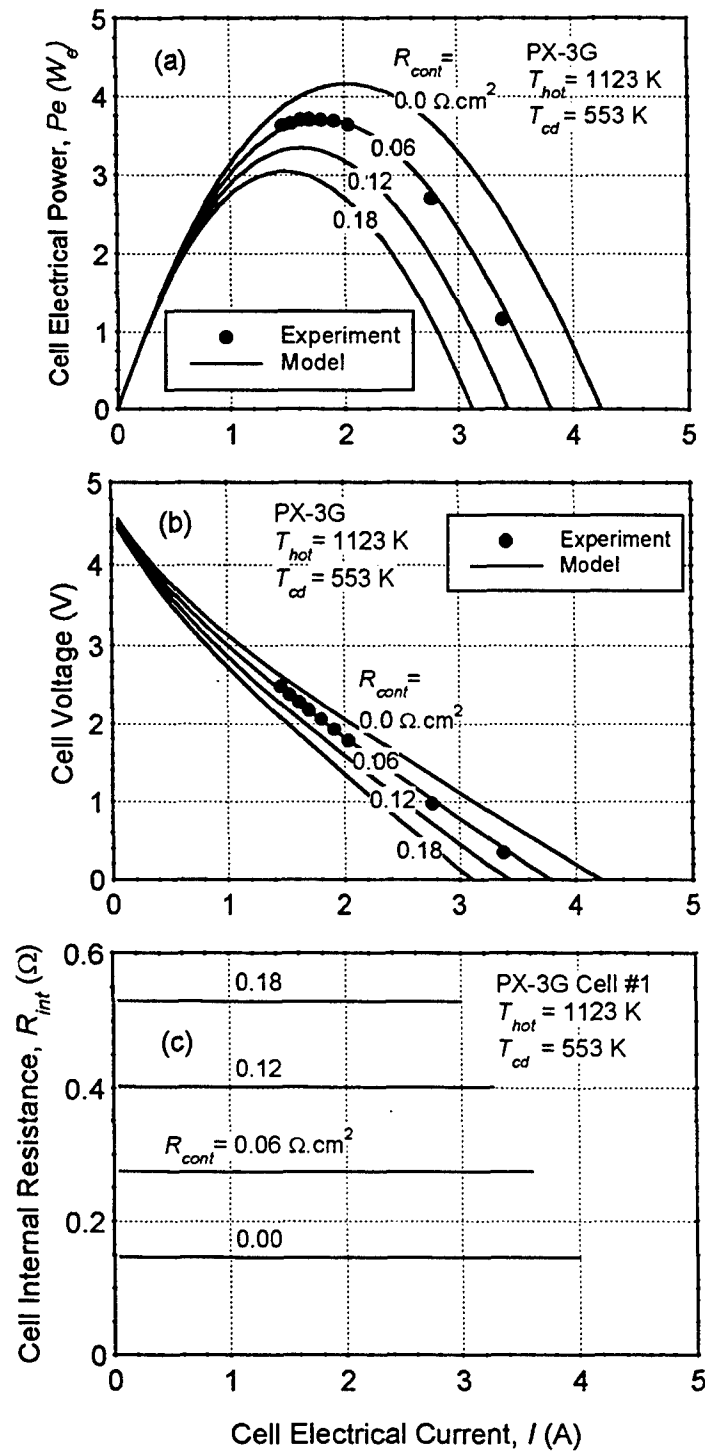 (a)
R_cont=
0.0 Ω.cm²
PX-3G
T_hot = 1123 K
T_cd = 553 K
0.06
0.12
0.18
Experiment
Model
Cell Electrical Power, Pe (W_e)
5
4
3
2
1
0
0 1 2 3 4 5
(b)
PX-3G
T_hot = 1123 K
T_cd = 553 K
Experiment
Model
R_cont=
0.0 Ω.cm²
0.06
0.12
0.18
Cell Voltage (V)
5
4
3
2
1
0
0 1 2 3 4 5
(c)
0.18
PX-3G Cell #1
T_hot = 1123 K
T_cd = 553 K
0.12
R_cont= 0.06 Ω.cm²
0.00
Cell Internal Resistance, R_int (Ω)
0.6
0.4
0.2
0
0 1 2 3 4 5
Cell Electrical Current, I (A)